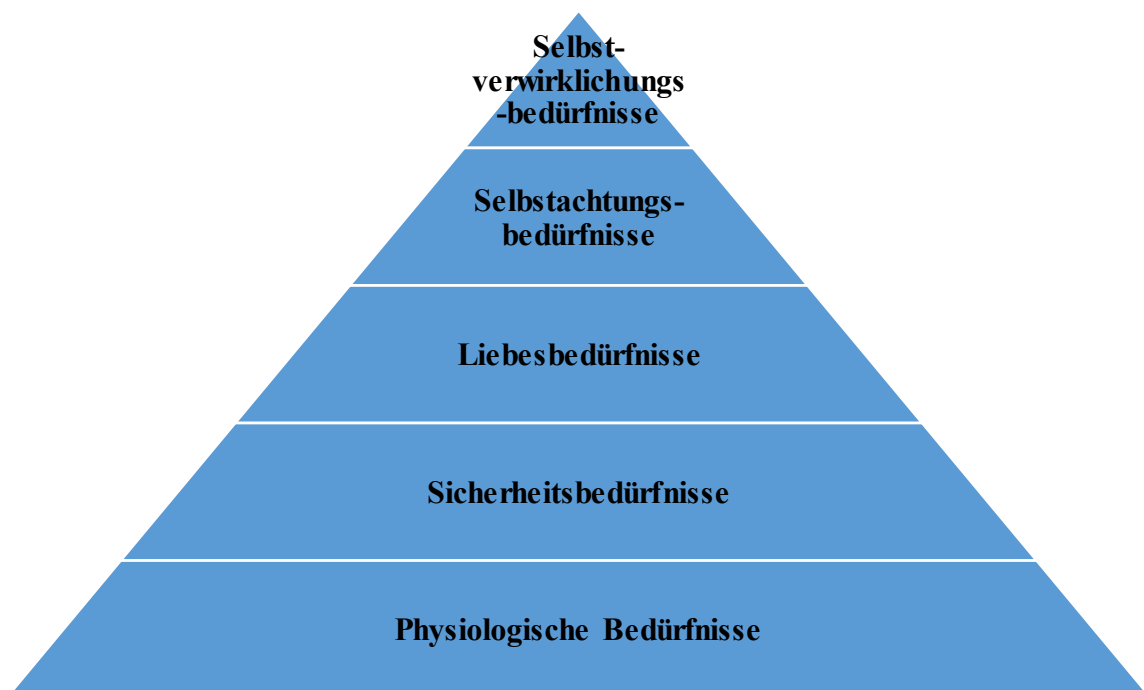 Selbst-
verwirklichungs
-bedürfnisse
Selbstachtungs-
bedürfnisse
Liebesbedürfnisse
Sicherheitsbedürfnisse
Physiologische Bedürfnisse